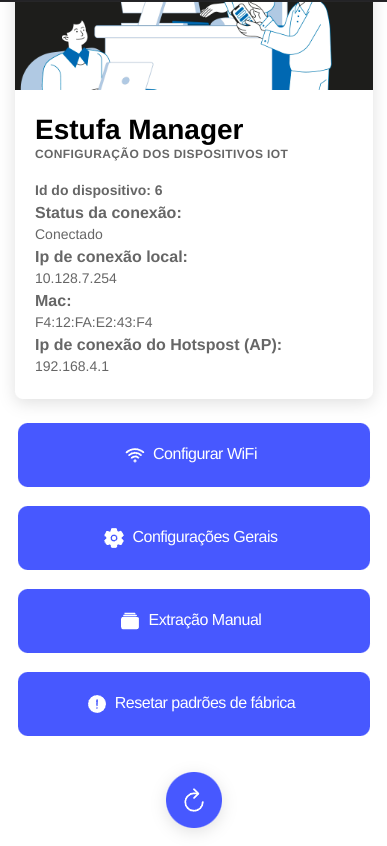 Estufa Manager
CONFIGURAÇÃO DOS DISPOSITIVOS IOT
Id do dispositivo: 6
Status da conexão:
Conectado
Ip de conexão local:
10.128.7.254
Mac:
F4:12:FA:E2:43:F4
Ip de conexão do Hotspost (AP):
192.168.4.1
Configurar WiFi
Configurações Gerais
Extração Manual
Resetar padrões de fábrica